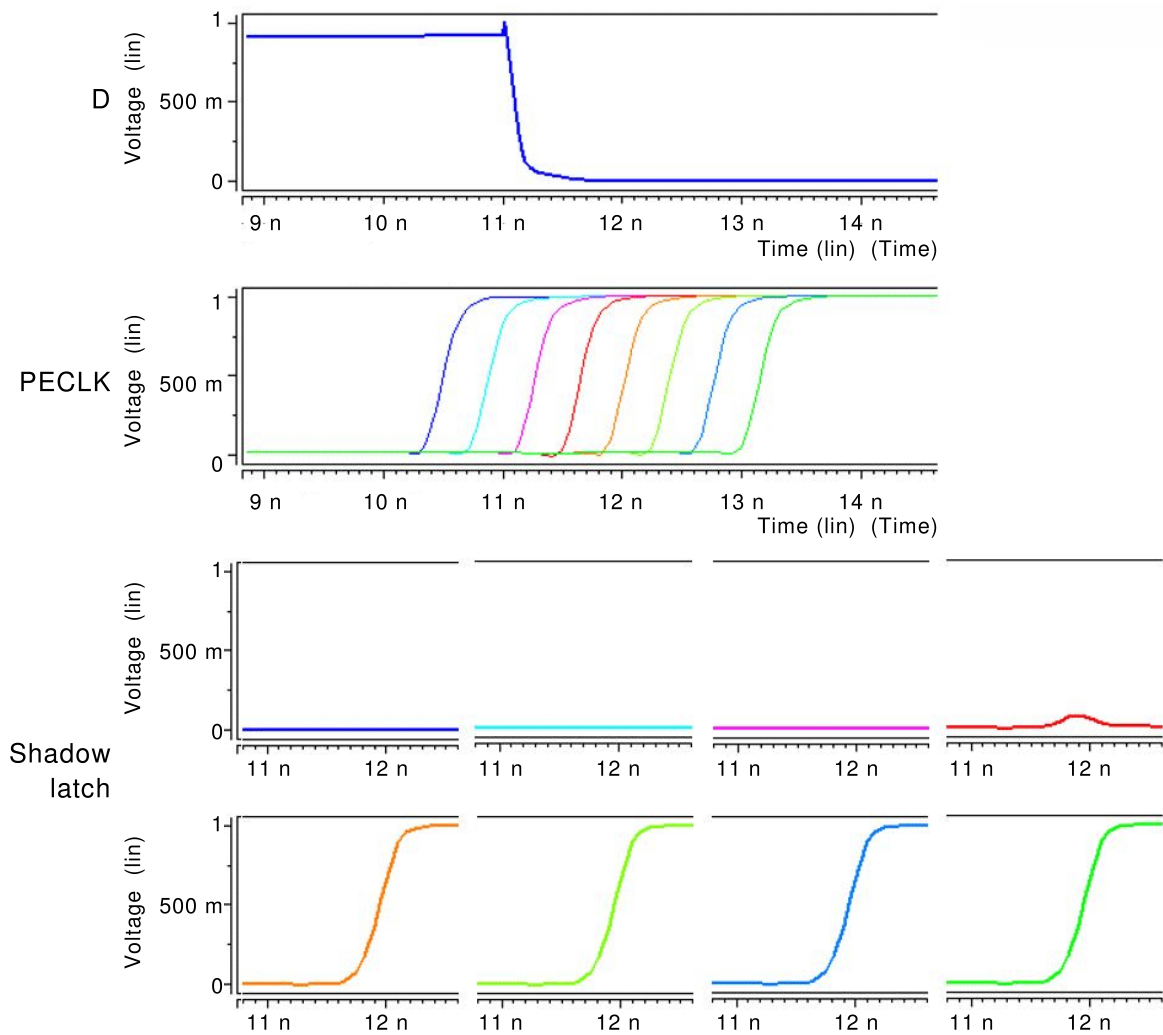 D
Voltage (lin)
1
500 m
0
9 n 10 n 11 n 12 n 13 n 14 n
Time (lin) (Time)
PECLK
Voltage (lin)
1
500 m
0
9 n 10 n 11 n 12 n 13 n 14 n
Time (lin) (Time)
Shadow
latch
Voltage (lin)
1
500 m
0
11 n 12 n 11 n 12 n 11 n 12 n 11 n 12 n
Voltage (lin)
1
500 m
0
11 n 12 n 11 n 12 n 11 n 12 n 11 n 12 n